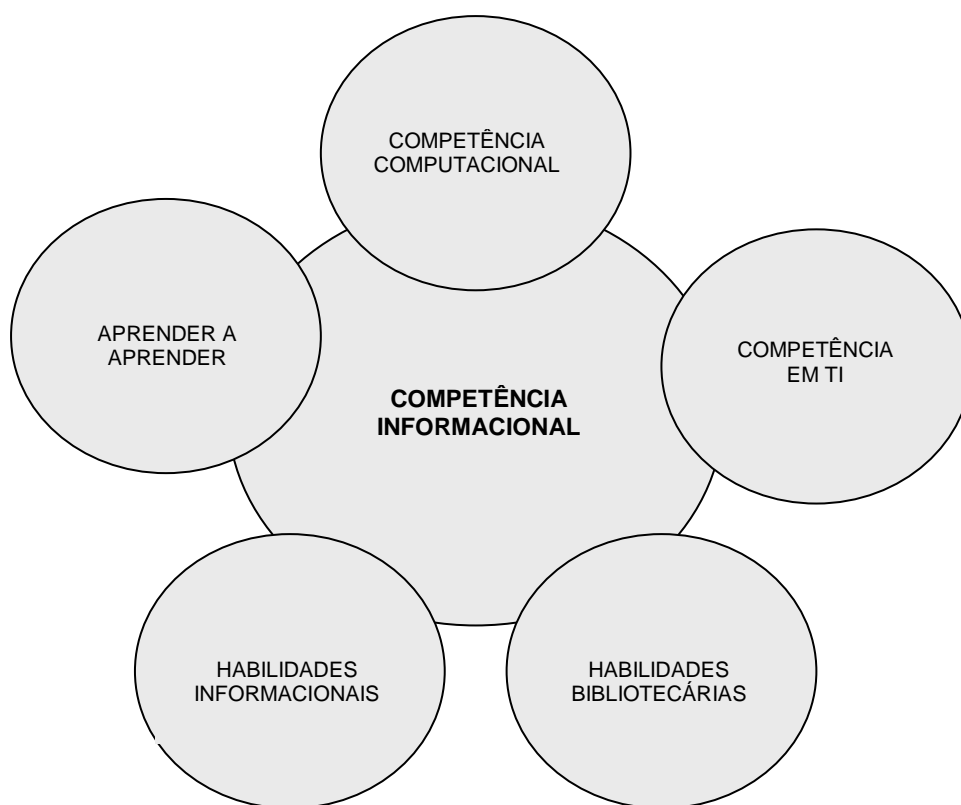 COMPETÊNCIA
COMPUTACIONAL
APRENDER A
APRENDER
COMPETÊNCIA
EM TI
COMPETÊNCIA
INFORMACIONAL
HABILIDADES
INFORMACIONAIS
HABILIDADES
BIBLIOTECÁRIAS